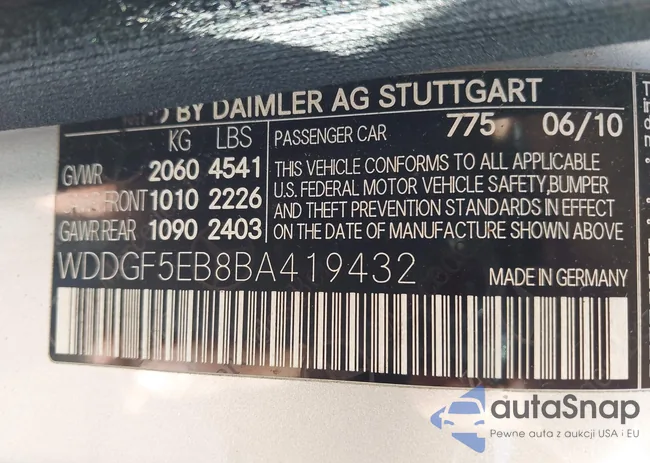 BY DAIMLER AG STUTTGART
KG LBS
GVWR 2060 4541
FRONT 1010 2226
GAWR REAR 1090 2403
PASSENGER CAR 775 06/10
THIS VEHICLE CONFORMS TO ALL APPLICABLE
U.S. FEDERAL MOTOR VEHICLE SAFETY,BUMPER
AND THEFT PREVENTION STANDARDS IN EFFECT
ON THE DATE OF MANUFACTURE SHOWN ABOVE.
WDDGF5EB8BA419432
MADE IN GERMANY
autaSnap
Pewne auta z aukcji USA i EU